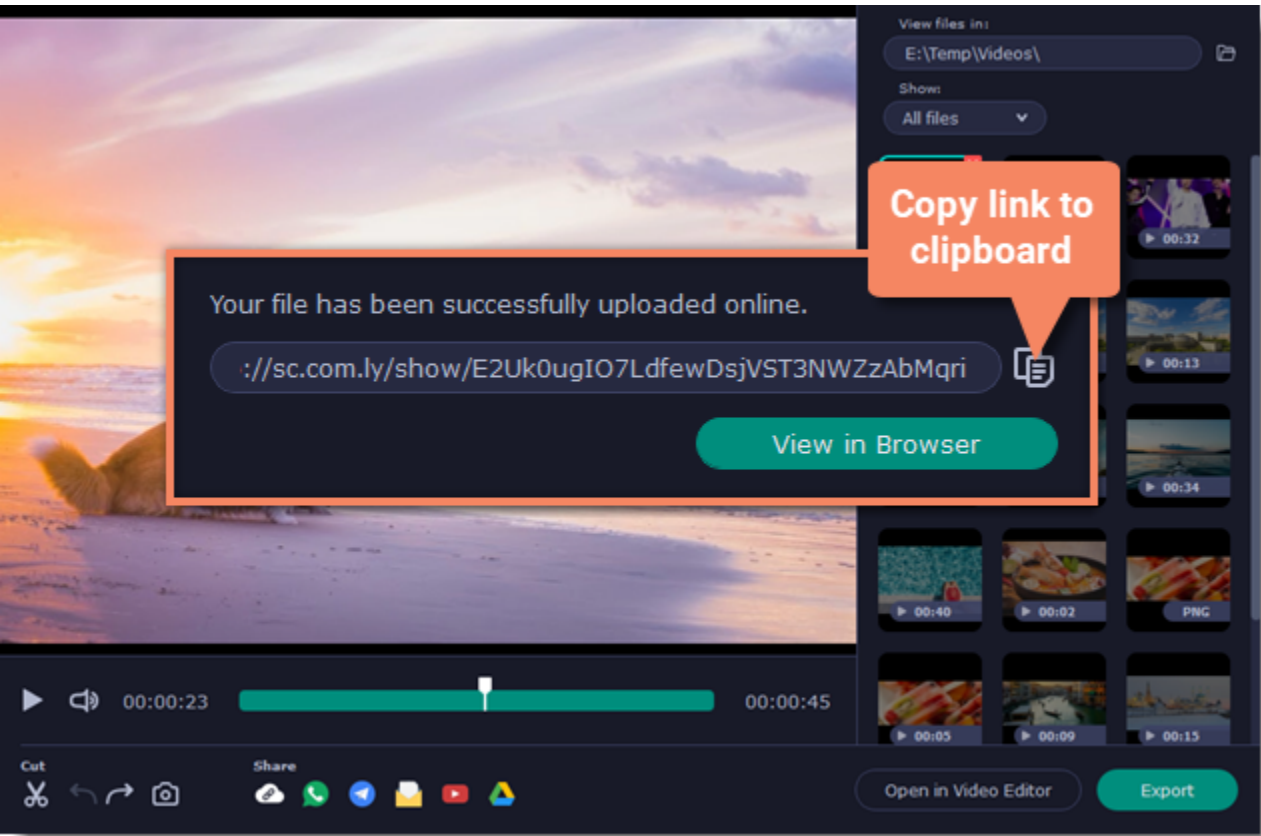 View files in:
E:\Temp\Videos\
Show:
All files
Copy link to
clipboard
00:32
Your file has been successfully uploaded online.
://sc.com.ly/show/E2Uk0ugIO7LdfewDsjVST3NWZzAbMqri
00:13
View in Browser
00:34
00:40
00:02
PNG
00:05
00:09
00:15
00:00:23
00:00:45
Cut
Share
Open in Video Editor
Export